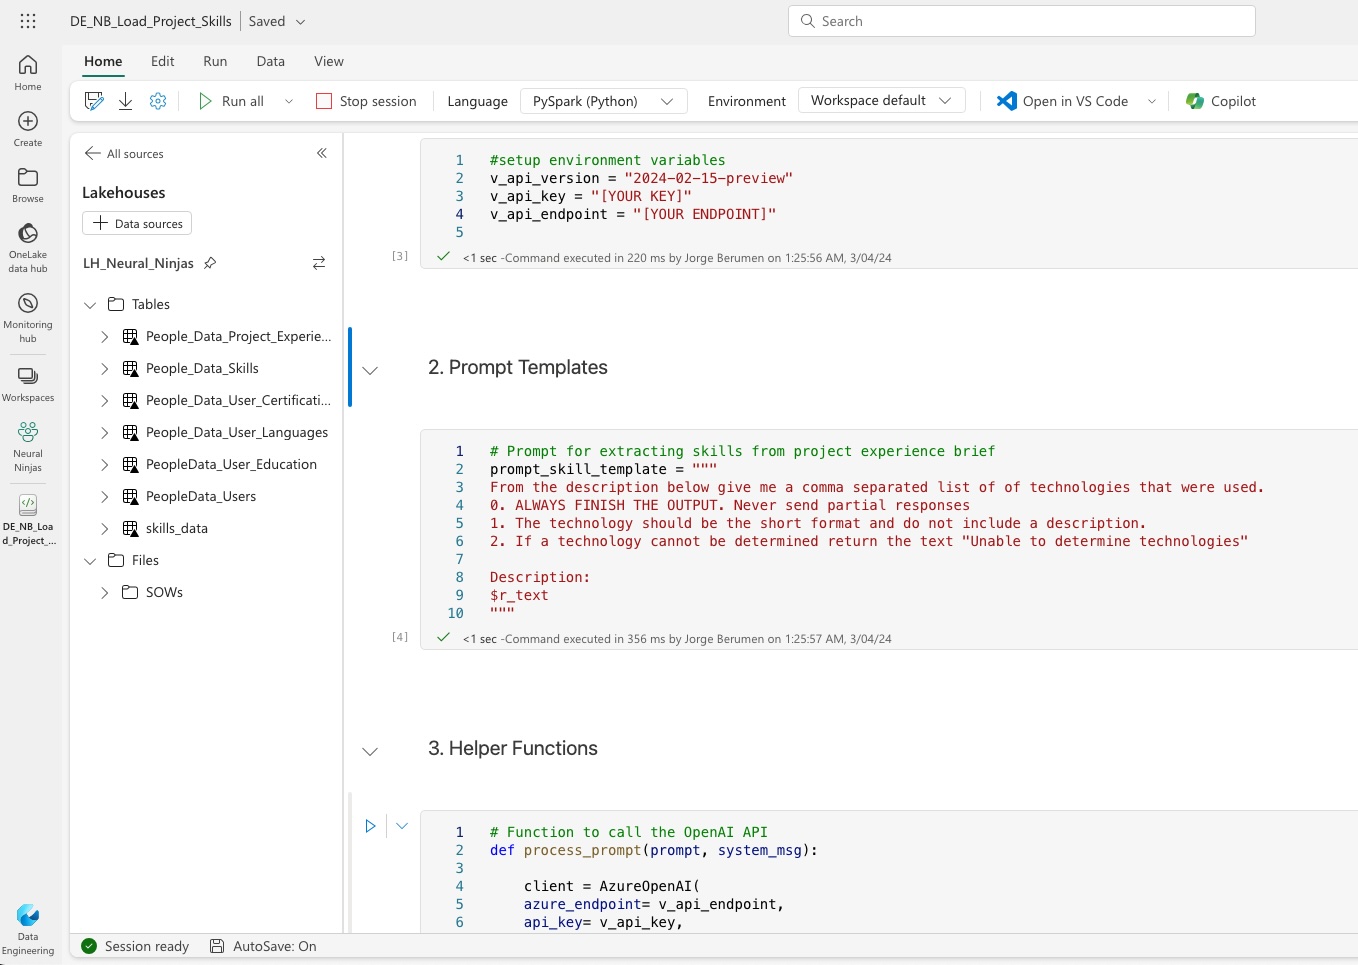 DE_NB_Load_Project_Skills
Saved
Search
Home
Edit
Run
Data
View
Run all
Stop session
Language
PySpark (Python)
Environment
Workspace default
Open in VS Code
Copilot
Home
Create
Browse
OneLake
data hub
Monitoring
hub
Workspaces
Neural
Ninjas
DE_NB_Loa
d_Project_...
Data
Engineering
All sources
Lakehouses
Data sources
LH_Neural_Ninjas
Tables
People_Data_Project_Experie...
People_Data_Skills
People_Data_User_Certificati...
People_Data_User_Languages
PeopleData_User_Education
PeopleData_Users
skills_data
Files
SOWs
1 #setup environment variables
2 v_api_version = "2024-02-15-preview"
3 v_api_key = "[YOUR KEY]"
4 v_api_endpoint = "[YOUR ENDPOINT]"
5
[3] <1 sec -Command executed in 220 ms by Jorge Berumen on 1:25:56 AM, 3/04/24
2. Prompt Templates
1 # Prompt for extracting skills from project experience brief
2 prompt_skill_template = """
3 From the description below give me a comma separated list of of technologies that were used.
4 0. ALWAYS FINISH THE OUTPUT. Never send partial responses
5 1. The technology should be the short format and do not include a description.
6 2. If a technology cannot be determined return the text "Unable to determine technologies"
7
8 Description:
9 $r_text
10 """
[4] <1 sec -Command executed in 356 ms by Jorge Berumen on 1:25:57 AM, 3/04/24
3. Helper Functions
1 # Function to call the OpenAI API
2 def process_prompt(prompt, system_msg):
3
4 client = AzureOpenAI(
5 azure_endpoint= v_api_endpoint,
6 api_key= v_api_key,
Session ready
AutoSave: On